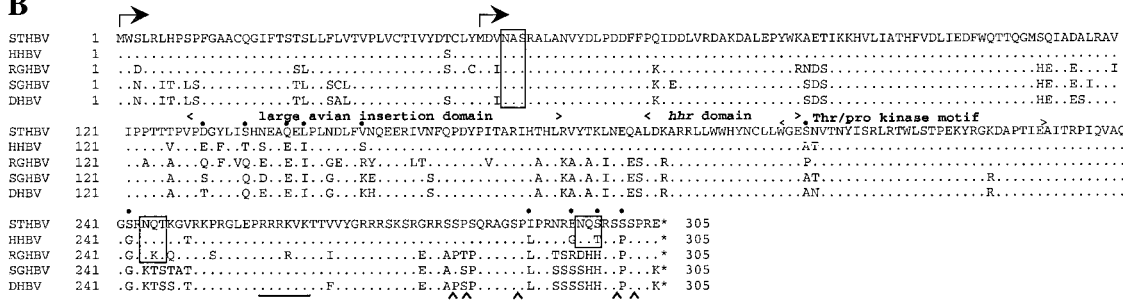 B
STHBV 1 MWSLRLHPSPFGAACQGIFTSTSLLFLVTVPLVCTIVYDTCLYMDVNASRALANVYDLPDDFFPQIDDLVRDAKDALEPYWKAETIKKHVLIATHFVDLIEDFWQTTQGMSQIADALRAV
HHBV 1 .......................................S................................................................................
RGHBV 1 ..D..................SL................S..C..I..................K................RNDS.........................HE..E....I
SGHBV 1 ..N..IT.LS...........TL..SCL....................................K.E...............SDS.........................HE..E.I...
DHBV 1 ..N..IT.LS...........TL..SAL.................I..................K.................SDS.........................HE..ES....
< large avian insertion domain > < hhr domain > < Thr/pro kinase motif >
STHBV 121 IPPTTTPVPDGYLISHNEAQELPLNDLFVNQEERIVNFQPDYPITARIHTHLRVYTKLNEQALDKARRLLWWHYNCLLWGESNVTNYISRLRTWLSTPEKYRGKDAPTIEAITRPIQVAQ
HHBV 121 .....V...E.F..T.S..E.I..........................................................AT.....................................
RGHBV 121 ..A..A...Q.FVQ.E..E.I..G..RY...LT.......V.....A..KA.A.I..ES.K................P......................................
SGHBV 121 .....A...S...Q.D..E.I..G..KE.......S............A..KA.A.I..ES.K................AT.....................R...............
DHBV 121 .....A...T...Q.E..E.I..G..KH....................A..KA.A.I..ES.K................AN.....................R...............
STHBV 241 GSRNQTKGVRKPRGLEPRRRKVKTTVVYGRRRSKSRGRRSSPSQRAGSPIPRNRENQSRSSSPRE* 305
HHBV 241 .G......T........................................L....G..T..P....* 305
RGHBV 241 .G..K.Q....S........R....I..........E..APTP......L..TSRDHH..P....* 305
SGHBV 241 .G.KTSTAT...........................E..A.SP......L..SSSSHH..P..K.* 305
DHBV 241 .G.KTSS.T................F..........E..APSP......L..SSSSHH..P....* 305